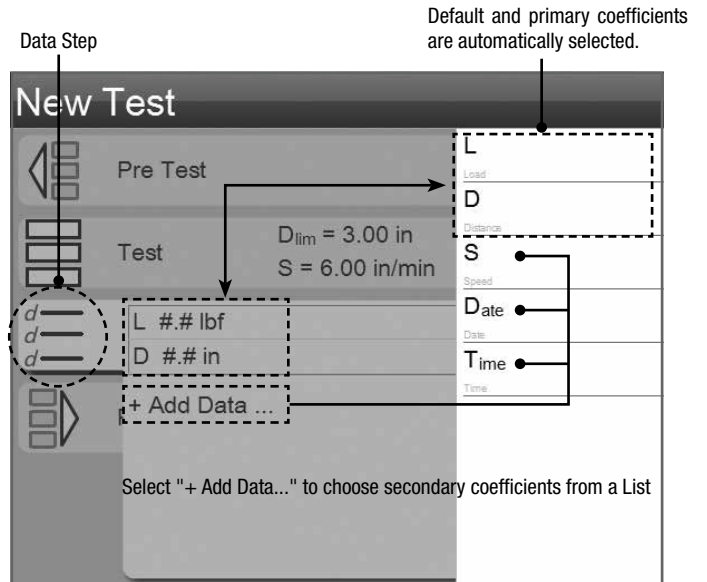 Default and primary coefficients
are automatically selected.
Data Step
New Test
Pre Test
Test
Dlim = 3.00 in
S = 6.00 in/min
d
d
d
L #.# lbf
D #.# in
+ Add Data ...
L
Load
D
Distance
S
Speed
Date
Date
Time
Time
Select "+ Add Data..." to choose secondary coefficients from a List